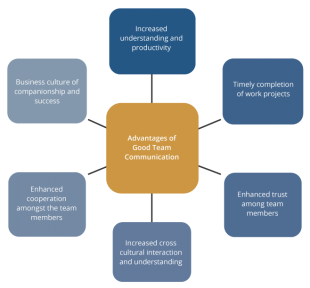 Increased
understanding and
productivity
Business culture of
companionship and
success
Timely completion
of work projects
Advantages of
Good Team
Communication
Enhanced
cooperation
amongst the team
members
Enhanced trust
among team
members
Increased cross
cultural interaction
and understanding